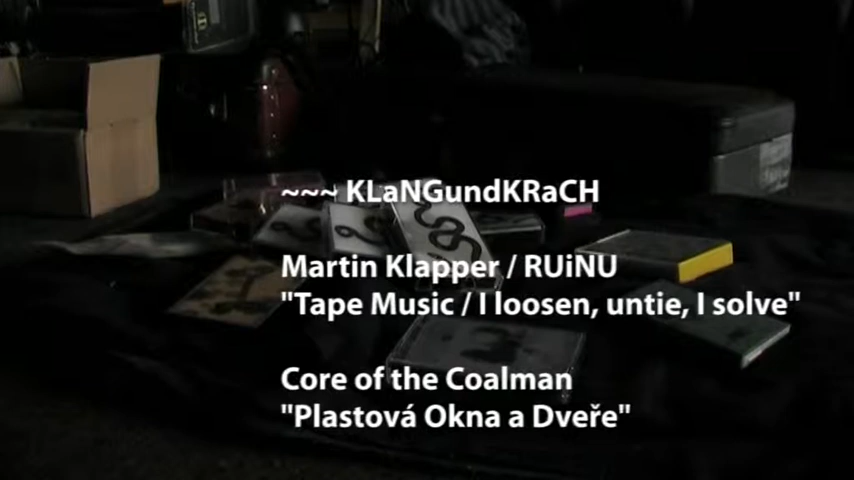 ~~~ KLaNGundKRaCH
Martin Klapper / RUiNU
"Tape Music / I loosen, untie, I solve"
Core of the Coalman
"Plastová Okna a Dveře"